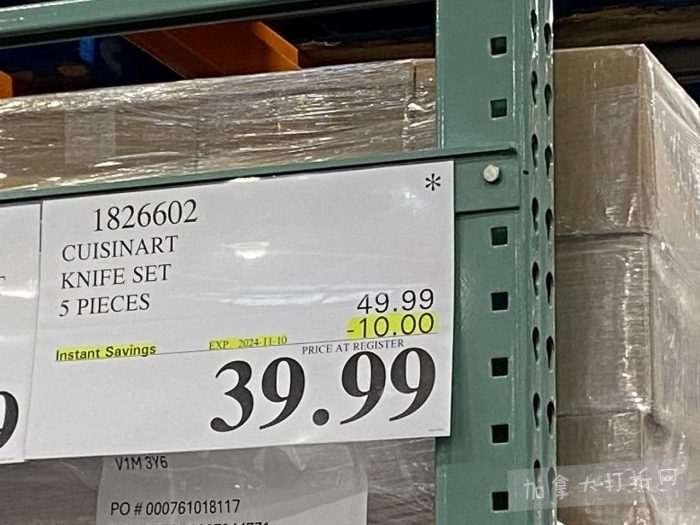 *
1826602
CUISINART
KNIFE SET
5 PIECES
49.99
-10.00
Instant Savings EXP. 2024-11-10 PRICE AT REGISTER
39.99
9
V1M 3Y6
PO # 000761018117
加拿大打折网